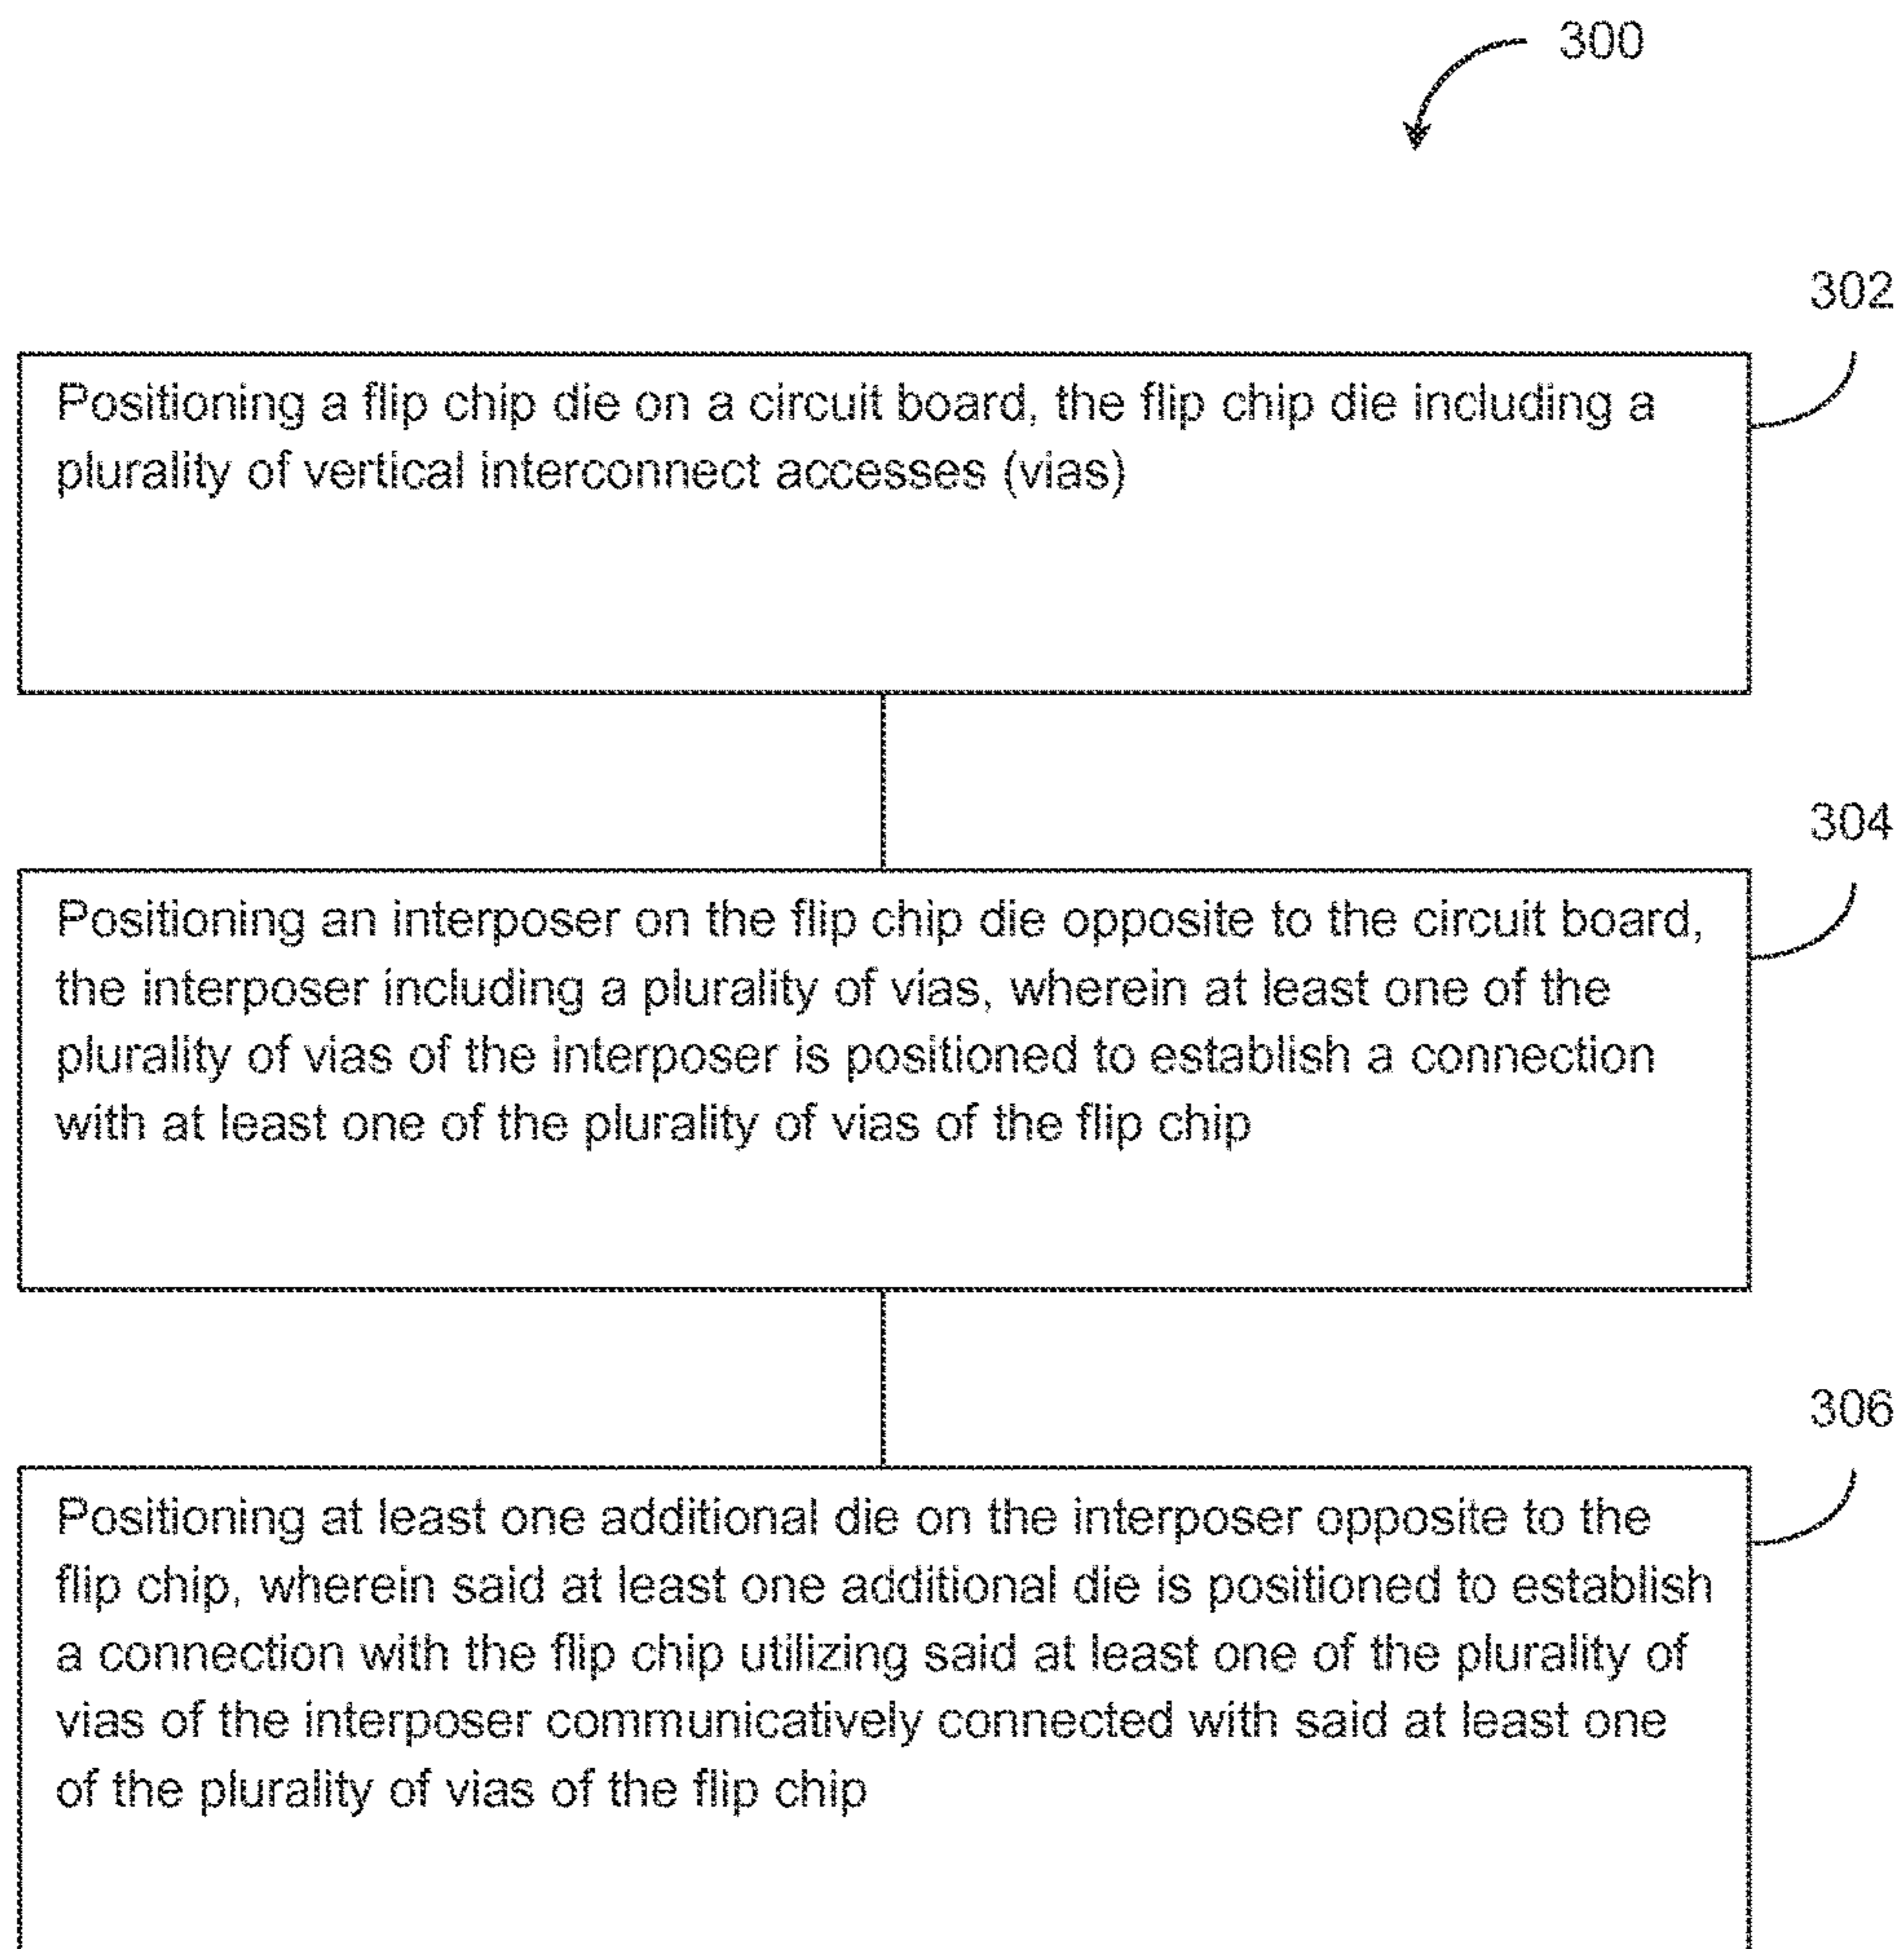 300
302
Positioning a flip chip die on a circuit board, the flip chip die including a
plurality of vertical interconnect accesses (vias)
304
Positioning an interposer on the flip chip die opposite to the circuit board,
the interposer including a plurality of vias, wherein at least one of the
plurality of vias of the interposer is positioned to establish a connection
with at least one of the plurality of vias of the flip chip
306
Positioning at least one additional die on the interposer opposite to the
flip chip, wherein said at least one additional die is positioned to establish
a connection with the flip chip utilizing said at least one of the plurality of
vias of the interposer communicatively connected with said at least one
of the plurality of vias of the flip chip